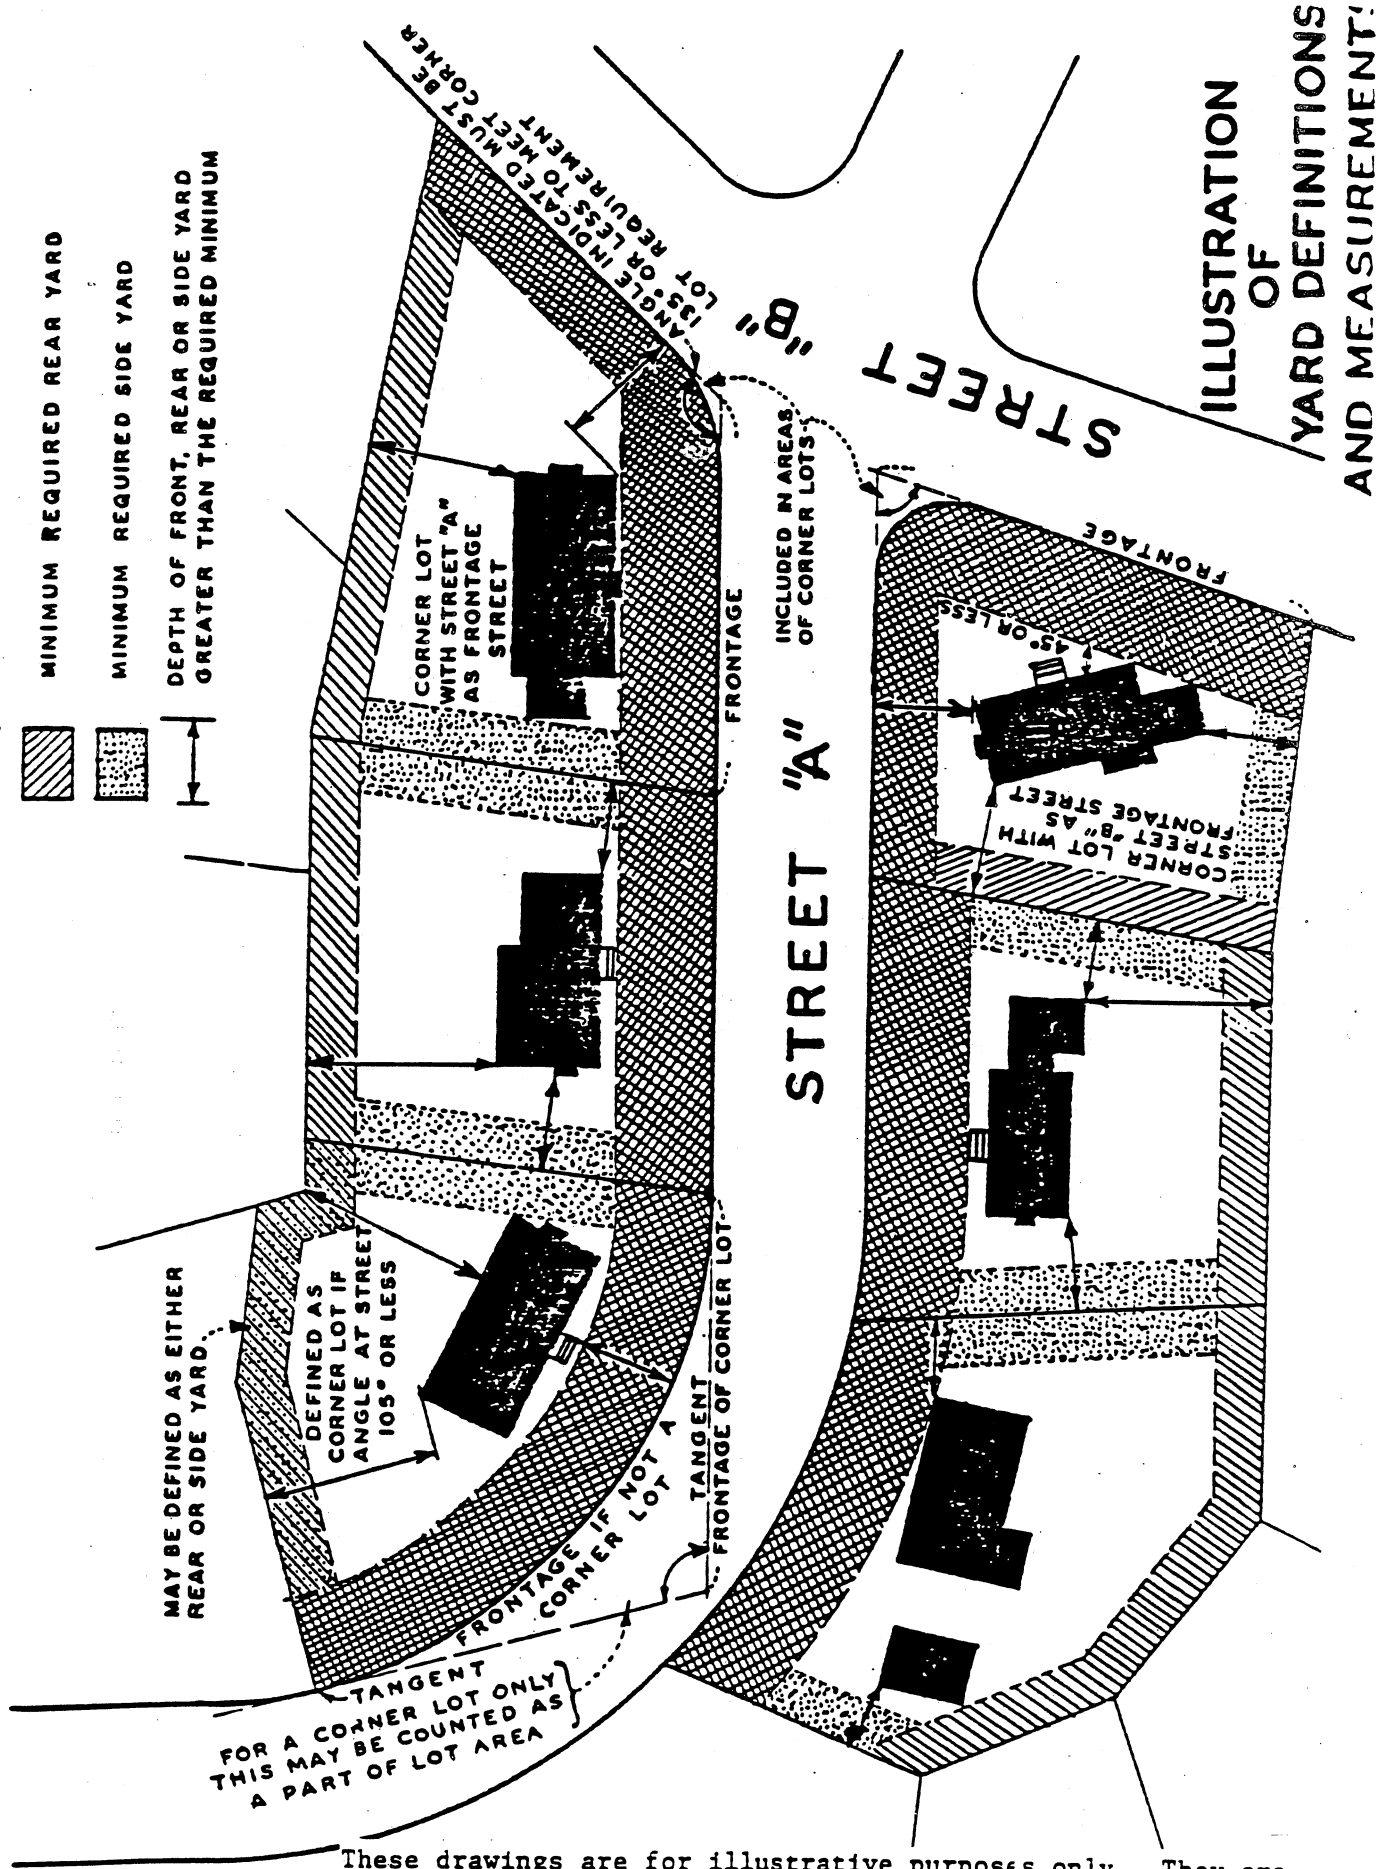 MINIMUM REQUIRED REAR YARD
MINIMUM REQUIRED SIDE YARD
DEPTH OF FRONT, REAR OR SIDE YARD
GREATER THAN THE REQUIRED MINIMUM
ANGLE INDICATED MUST BE
135° OR LESS TO MEET CORNER
LOT REQUIREMENT
STREET "B"
ILLUSTRATION
OF
YARD DEFINITIONS
AND MEASUREMENTS
CORNER LOT
WITH STREET "A"
AS FRONTAGE
STREET
FRONTAGE
INCLUDED IN AREAS
OF CORNER LOTS
FRONTAGE
45° OR LESS
CORNER LOT WITH
STREET "B" AS
FRONTAGE STREET
STREET "A"
MAY BE DEFINED AS EITHER
REAR OR SIDE YARD
DEFINED AS
CORNER LOT IF
ANGLE AT STREET
105° OR LESS
TANGENT
FRONTAGE OF CORNER LOT
FRONTAGE IF NOT A
CORNER LOT
TANGENT
FOR A CORNER LOT ONLY
THIS MAY BE COUNTED AS
A PART OF LOT AREA
These drawings are for illustrative purposes only. They are